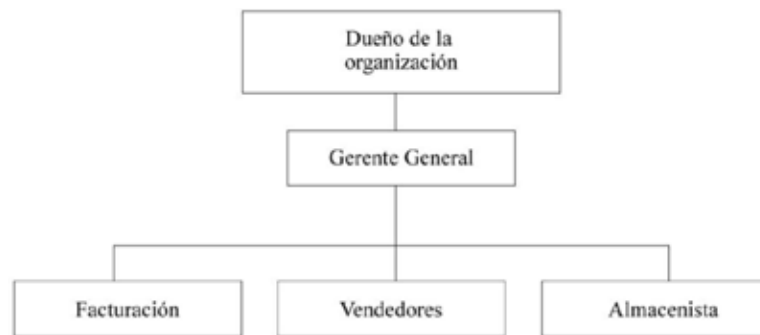 Dueño de la
organización
Gerente General
Facturación
Vendedores
Almacenista